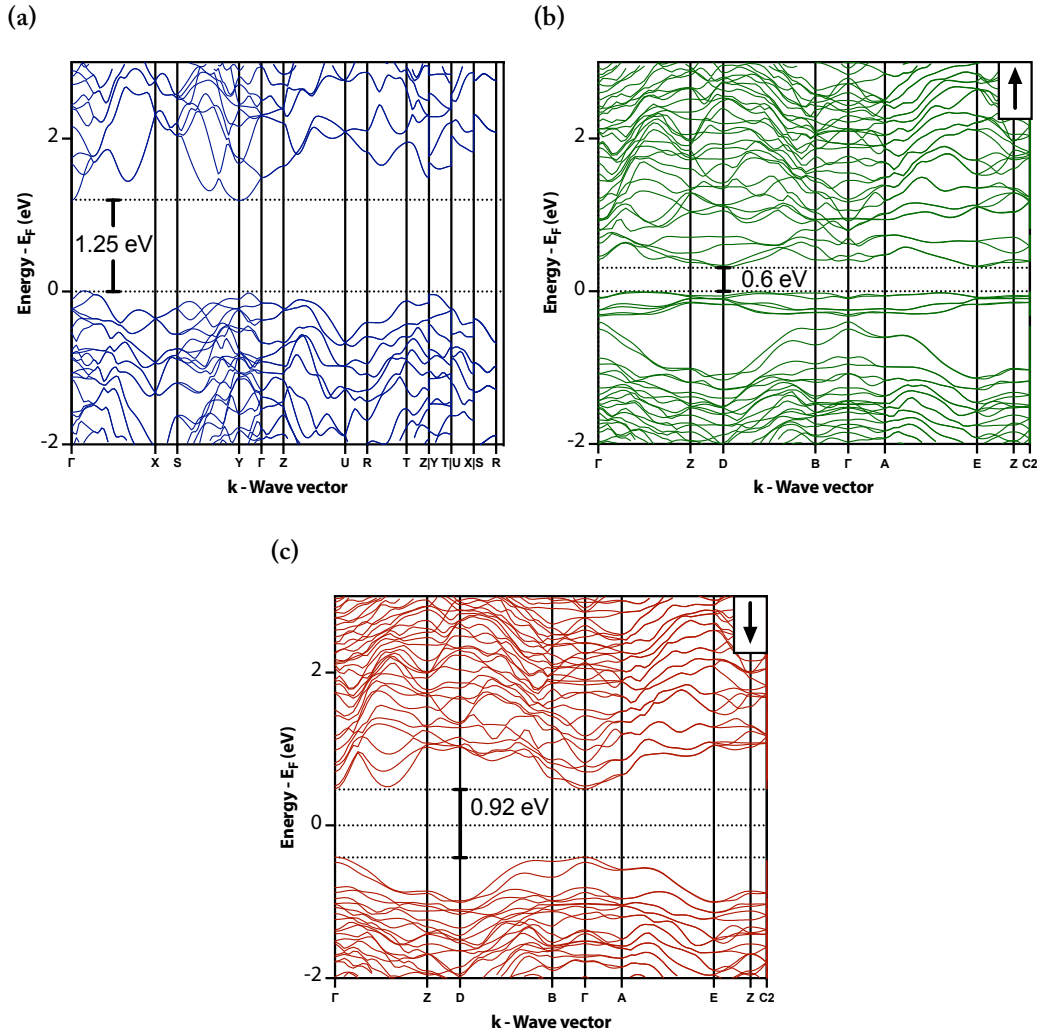 (a)
2
0
-2
Energy - E_F (eV)
1.25 eV
Γ X S Y Γ Z U R T Z|Y T|U X|S R
k - Wave vector
(b)
2
0
-2
Energy - E_F (eV)
0.6 eV
Γ Z D B Γ A E Z C2
k - Wave vector
(c)
2
0
-2
Energy - E_F (eV)
0.92 eV
Γ Z D B Γ A E Z C2
k - Wave vector